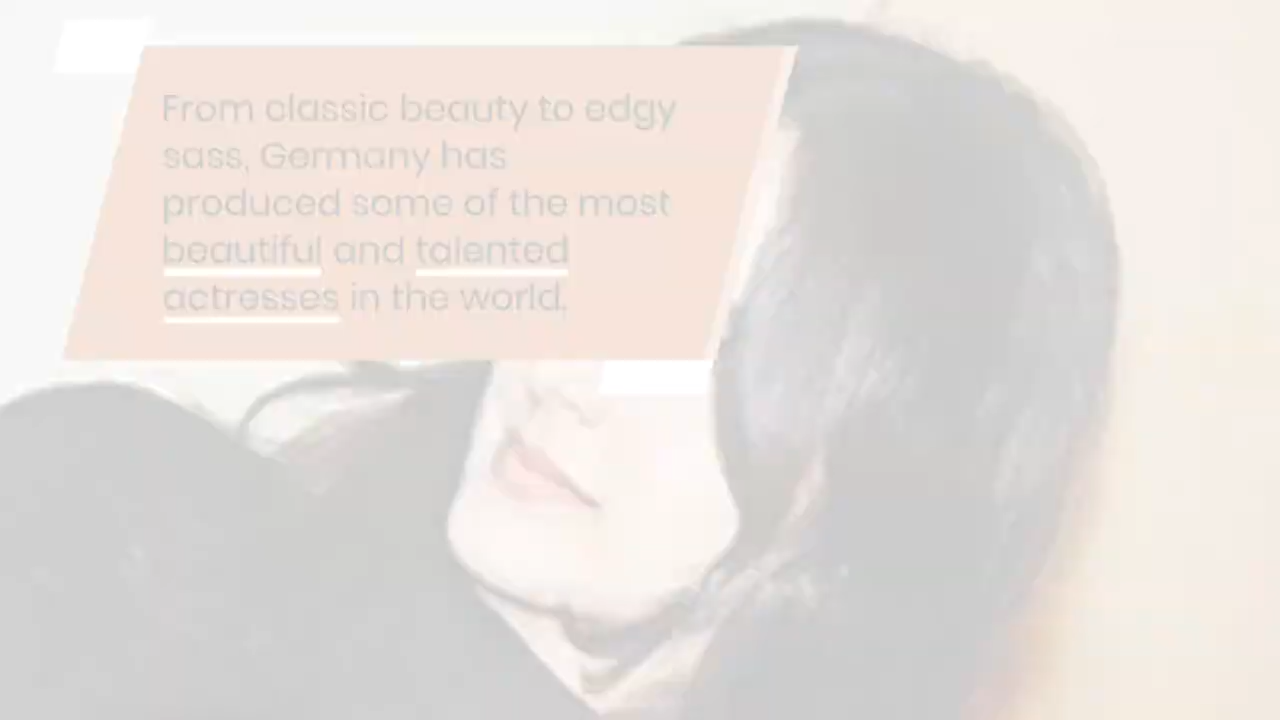 From classic beauty to edgy
sass, Germany has
produced some of the most
beautiful and talented
actresses in the world.